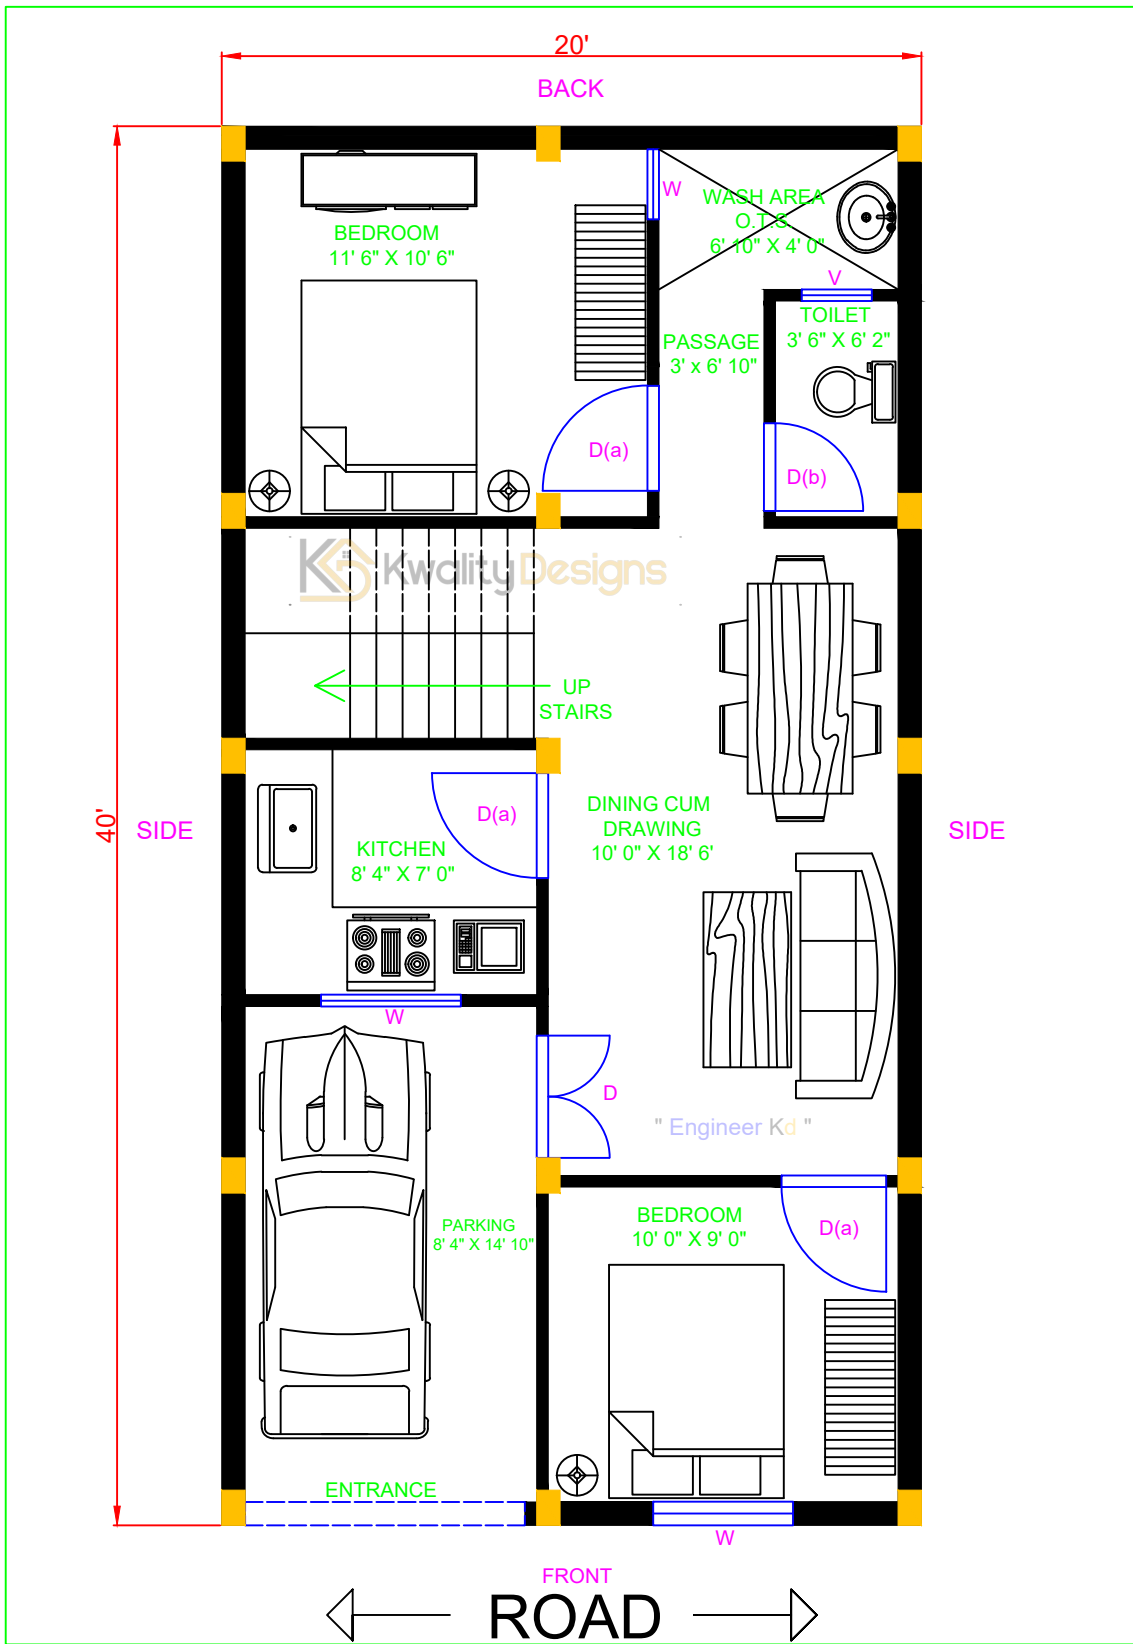 20'
BACK
WASH AREA
O.T.S.
6' 10" X 4' 0"
W
BEDROOM
11' 6" X 10' 6"
V
TOILET
3' 6" X 6' 2"
PASSAGE
3' x 6' 10"
D(a)
D(b)
Kwality Designs
UP
STAIRS
40'
SIDE
DINING CUM
DRAWING
10' 0" X 18' 6'
SIDE
D(a)
KITCHEN
8' 4" X 7' 0"
W
D
" Engineer Kd "
PARKING
8' 4" X 14' 10"
BEDROOM
10' 0" X 9' 0"
D(a)
ENTRANCE
W
FRONT
ROAD